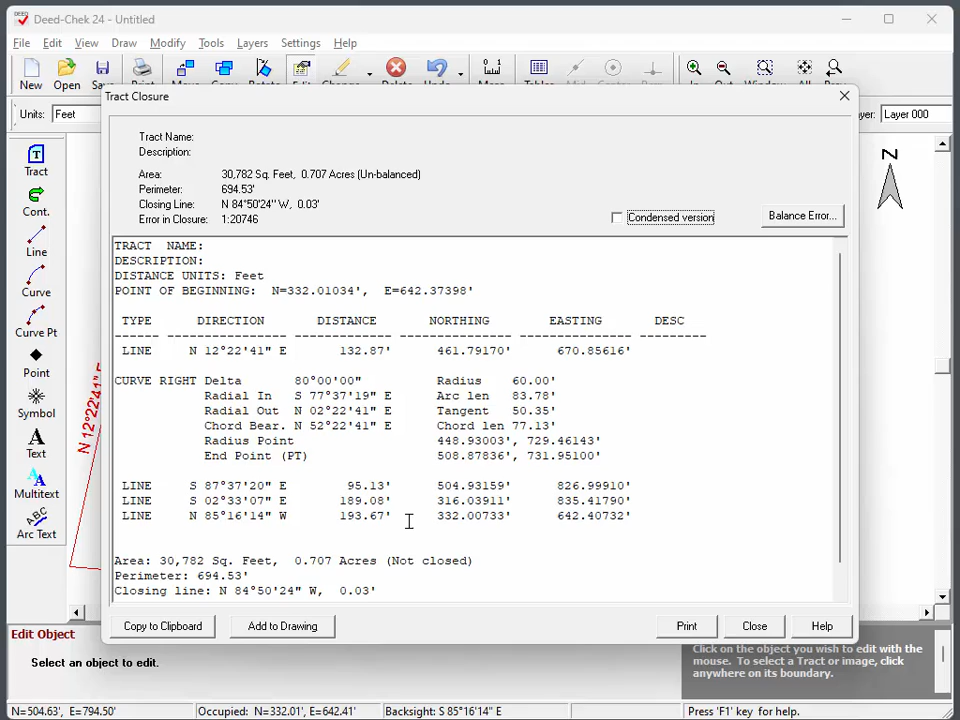 Deed-Chek 24 - Untitled
File Edit View Draw Modify Tools Layers Settings Help
New Open Print In Out Window All Prev
Units: Feet Layer 000
Tract
Cont.
Line
Curve
Curve Pt
Point
Symbol
Text
Multitext
Arc Text
N 12°22'41" E
N
Tract Closure
Tract Name:
Description:
Area: 30,782 Sq. Feet, 0.707 Acres (Un-balanced)
Perimeter: 694.53'
Closing Line: N 84°50'24" W, 0.03'
Error in Closure: 1:20746
Condensed version
Balance Error...
TRACT NAME:
DESCRIPTION:
DISTANCE UNITS: Feet
POINT OF BEGINNING: N=332.01034', E=642.37398'
TYPE DIRECTION DISTANCE NORTHING EASTING DESC
------ ---------------- ------------- --------------- --------------- ---------
LINE N 12°22'41" E 132.87' 461.79170' 670.85616'
CURVE RIGHT Delta 80°00'00" Radius 60.00'
Radial In S 77°37'19" E Arc len 83.78'
Radial Out N 02°22'41" E Tangent 50.35'
Chord Bear. N 52°22'41" E Chord len 77.13'
Radius Point 448.93003', 729.46143'
End Point (PT) 508.87836', 731.95100'
LINE S 87°37'20" E 95.13' 504.93159' 826.99910'
LINE S 02°33'07" E 189.08' 316.03911' 835.41790'
LINE N 85°16'14" W 193.67' 332.00733' 642.40732'
Area: 30,782 Sq. Feet, 0.707 Acres (Not closed)
Perimeter: 694.53'
Closing line: N 84°50'24" W, 0.03'
Copy to Clipboard Add to Drawing Print Close Help
Edit Object
Select an object to edit.
Click on the object you wish to edit with the
mouse. To select a Tract or image, click
anywhere on its boundary.
N=504.63', E=794.50' Occupied: N=332.01', E=642.41' Backsight: S 85°16'14" E Press 'F1' key for help.